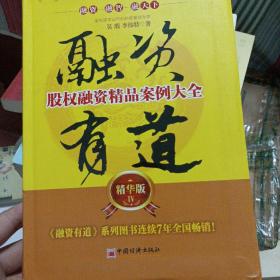 融资 融智 融天下
融资
股权融资精品案例大全
有道
精华版
IV
《融资有道》系列图书连续7年全国畅销！
中国经济出版社